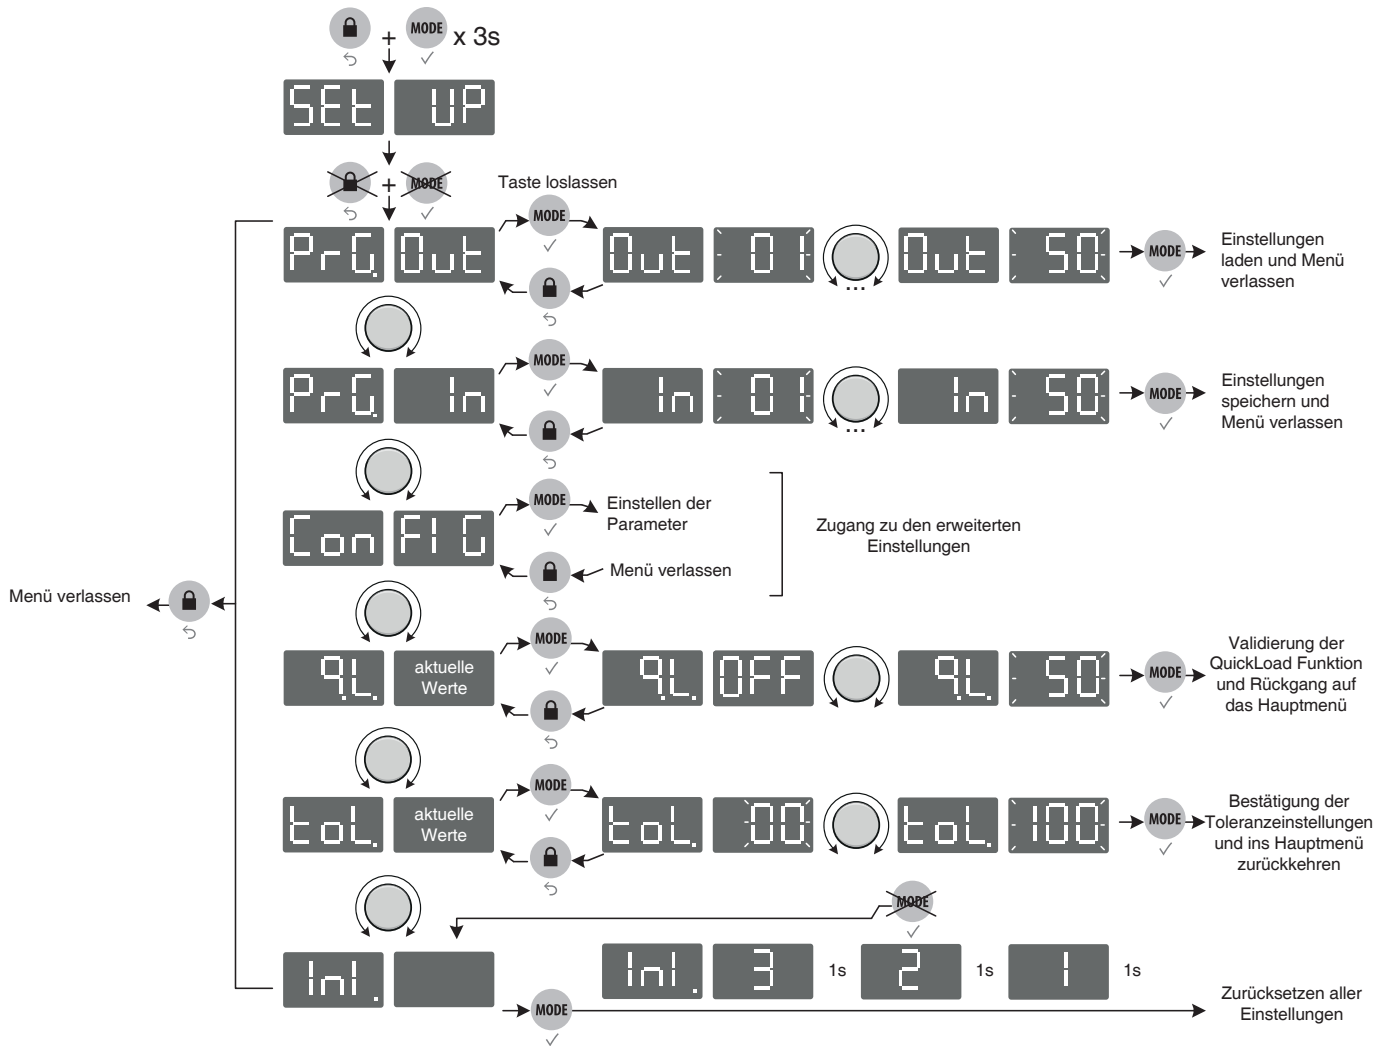 MODE
+ x 3s
SEt UP
+ MODE
Taste loslassen
MODE
PrG. Out Out 01 ... Out 50 MODE
Einstellungen
laden und Menü
verlassen
MODE
PrG. In In 01 ... In 50 MODE
Einstellungen
speichern und
Menü verlassen
MODE
Con FIG
Einstellen der
Parameter
Menü verlassen
Zugang zu den erweiterten
Einstellungen
Menü verlassen
MODE
q.L. aktuelle
Werte
q.L. OFF q.L. 50 MODE
Validierung der
QuickLoad Funktion
und Rückgang auf
das Hauptmenü
MODE
toL. aktuelle
Werte
toL. 00 toL. 100 MODE
Bestätigung der
Toleranzeinstellungen
und ins Hauptmenü
zurückkehren
MODE
InI. InI. 3 1s 2 1s 1 1s
MODE
Zurücksetzen aller
Einstellungen